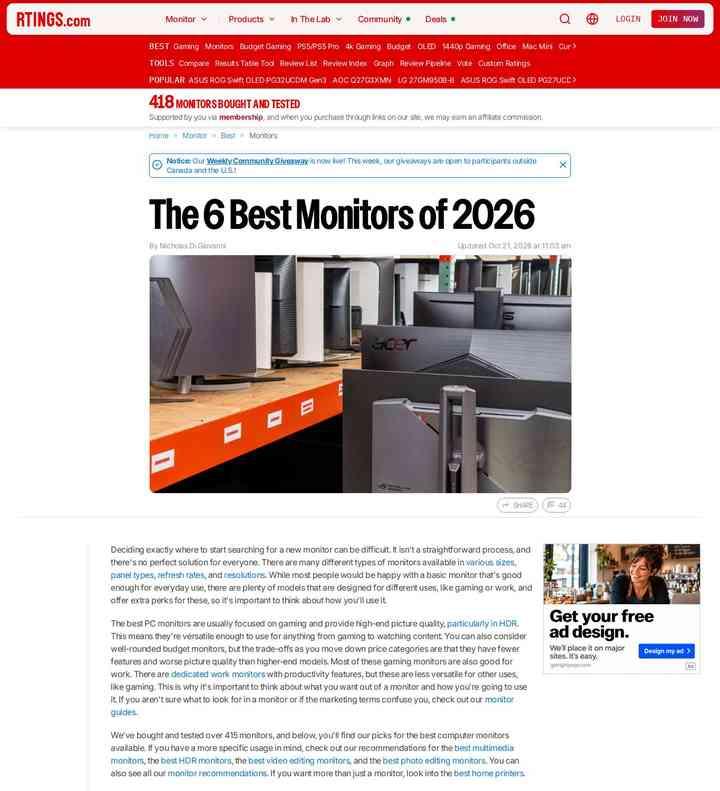 RTINGS.com
Monitor Products In The Lab Community Deals LOGIN JOIN NOW
BEST Gaming Monitors Budget Gaming PS5/PS5 Pro 4k Gaming Budget OLED 1440p Gaming Office Mac Mini Cur
TOOLS Compare Results Table Tool Review List Review Index Graph Review Pipeline Vote Custom Ratings
POPULAR ASUS ROG Swift OLED PG32UCDM Gen3 AOC Q27G3XMN LG 27GM950B-B ASUS ROG Swift OLED PG27UCD
418 MONITORS BOUGHT AND TESTED
Supported by you via membership, and when you purchase through links on our site, we may earn an affiliate commission.
Home Monitor Best Monitors
Notice: Our Weekly Community Giveaway is now live! This week, our giveaways are open to participants outside
Canada and the U.S.!
The 6 Best Monitors of 2026
By Nicholas Di Giovanni Updated Oct 21, 2026 at 11:03 am
acer
SHARE 44
Deciding exactly where to start searching for a new monitor can be difficult. It isn't a straightforward process, and
there's no perfect solution for everyone. There are many different types of monitors available in various sizes,
panel types, refresh rates, and resolutions. While most people would be happy with a basic monitor that's good
enough for everyday use, there are plenty of models that are designed for different uses, like gaming or work, and
offer extra perks for these, so it's important to think about how you'll use it.
The best PC monitors are usually focused on gaming and provide high-end picture quality, particularly in HDR.
This means they're versatile enough to use for anything from gaming to watching content. You can also consider
well-rounded budget monitors, but the trade-offs as you move down price categories are that they have fewer
features and worse picture quality than higher-end models. Most of these gaming monitors are also good for
work. There are dedicated work monitors with productivity features, but these are less versatile for other uses,
like gaming. This is why it's important to think about what you want out of a monitor and how you're going to use
it. If you aren't sure what to look for in a monitor or if the marketing terms confuse you, check out our monitor
guides.
We've bought and tested over 415 monitors, and below, you'll find our picks for the best computer monitors
available. If you have a more specific usage in mind, check out our recommendations for the best multimedia
monitors, the best HDR monitors, the best video editing monitors, and the best photo editing monitors. You can
also see all our monitor recommendations. If you want more than just a monitor, look into the best home printers.
Get your free
ad design.
We'll place it on major
sites. It's easy.
Design my ad
Ad